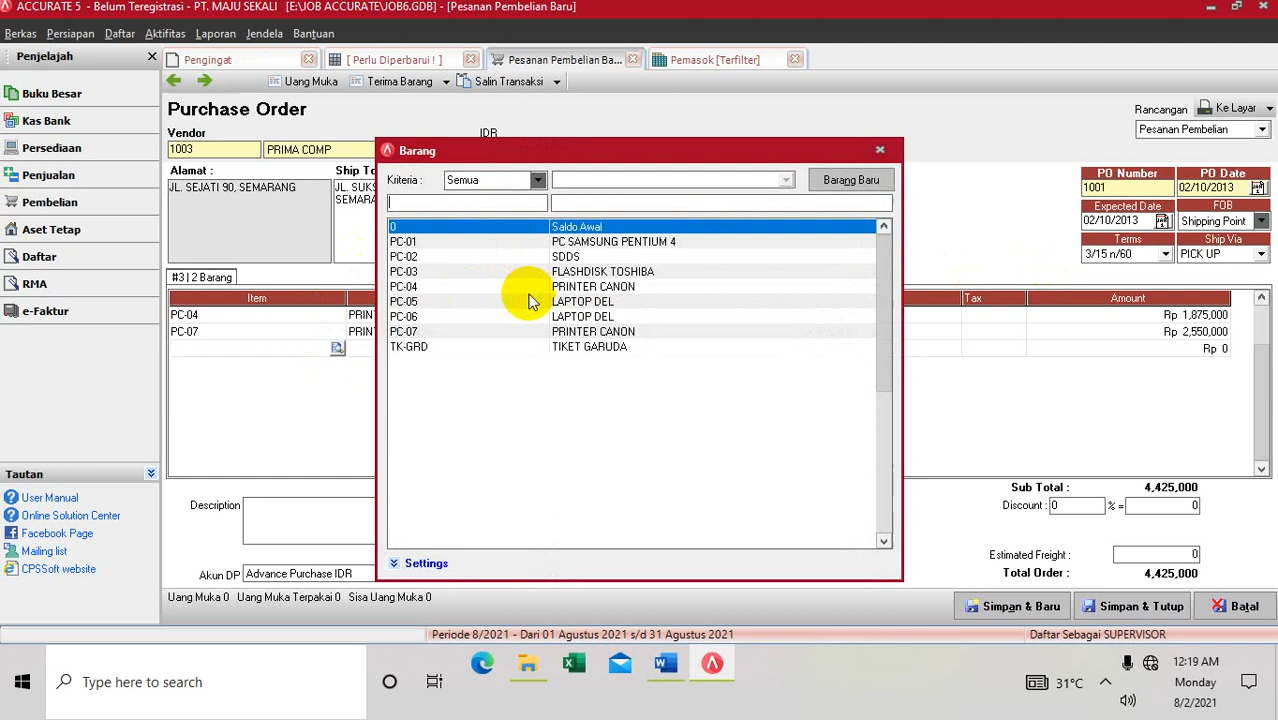 ACCURATE 5 - Belum Teregistrasi - PT. MAJU SEKALI [E:\JOB ACCURATE\JOB6.GDB] - [Pesanan Pembelian Baru]
Berkas Persiapan Daftar Aktifitas Laporan Jendela Bantuan
Penjelajah
Pengingat
[ Perlu Diperbarui ! ]
Pesanan Pembelian Ba...
Pemasok [Terfilter]
Uang Muka
Terima Barang
Salin Transaksi
Buku Besar
Kas Bank
Persediaan
Penjualan
Pembelian
Aset Tetap
Daftar
RMA
e-Faktur
Tautan
User Manual
Online Solution Center
Facebook Page
Mailing list
CPSSoft website
Purchase Order
Rancangan
Ke Layar
Pesanan Pembelian
Vendor
IDR
1003 PRIMA COMP
Alamat :
Ship To
JL. SEJATI 90, SEMARANG
JL. SUKS
SEMARA
PO Number PO Date
1001 02/10/2013
Expected Date FOB
02/10/2013 Shipping Point
Terms Ship Via
3/15 n/60 PICK UP
#3 | 2 Barang
Item Tax Amount
PC-04 PRIN Rp 1,875,000
PC-07 PRIN Rp 2,550,000
Rp 0
Barang
Kriteria : Semua Barang Baru
0 Saldo Awal
PC-01 PC SAMSUNG PENTIUM 4
PC-02 SDDS
PC-03 FLASHDISK TOSHIBA
PC-04 PRINTER CANON
PC-05 LAPTOP DEL
PC-06 LAPTOP DEL
PC-07 PRINTER CANON
TK-GRD TIKET GARUDA
Settings
Description
Akun DP Advance Purchase IDR
Sub Total : 4,425,000
Discount : 0 % = 0
Estimated Freight : 0
Total Order : 4,425,000
Uang Muka 0 Uang Muka Terpakai 0 Sisa Uang Muka 0
Simpan & Baru
Simpan & Tutup
Batal
Periode 8/2021 - Dari 01 Agustus 2021 s/d 31 Agustus 2021
Daftar Sebagai SUPERVISOR
Type here to search
31°C
12:19 AM
Monday
8/2/2021